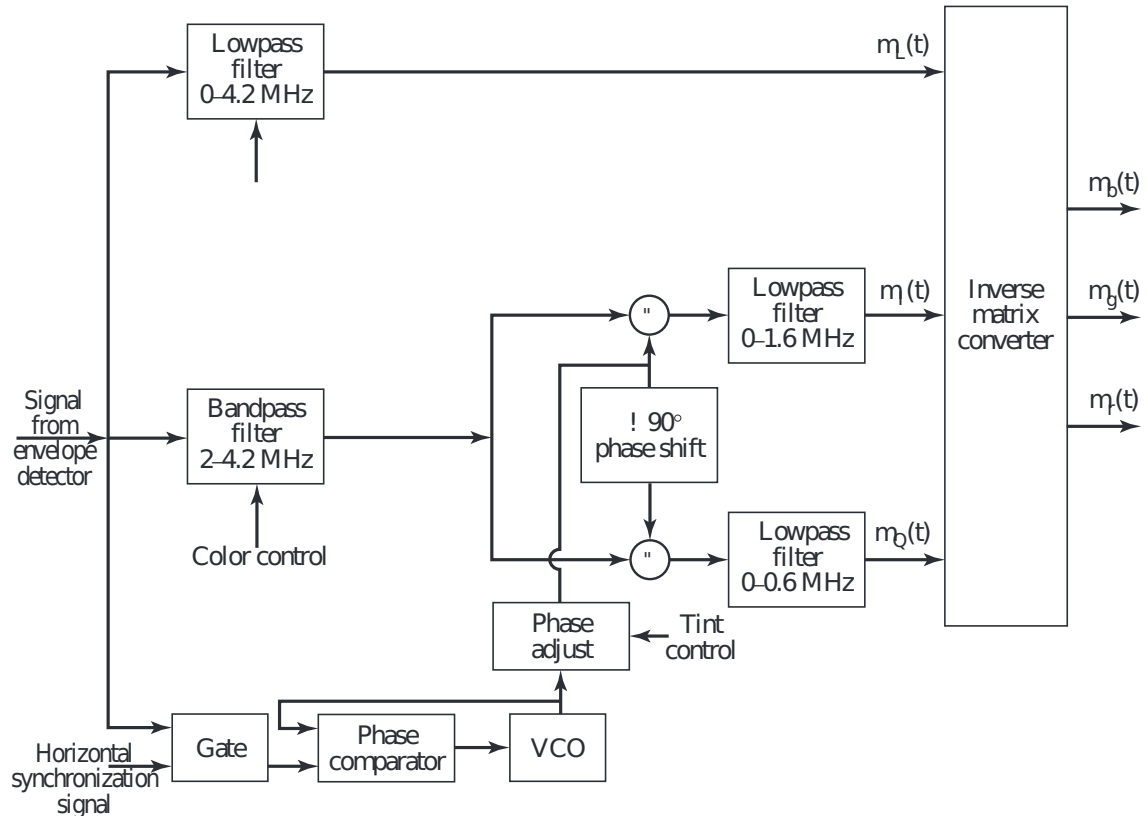 Lowpass
filter
0–4.2 MHz
m_L(t)
m_b(t)
Lowpass
filter
0–1.6 MHz
m_I(t)
Inverse
matrix
converter
m_g(t)
"
Signal
from
envelope
detector
Bandpass
filter
2–4.2 MHz
! 90°
phase shift
m_r(t)
Color control
"
Lowpass
filter
0–0.6 MHz
m_Q(t)
Phase
adjust
Tint
control
Horizontal
synchronization
signal
Gate
Phase
comparator
VCO